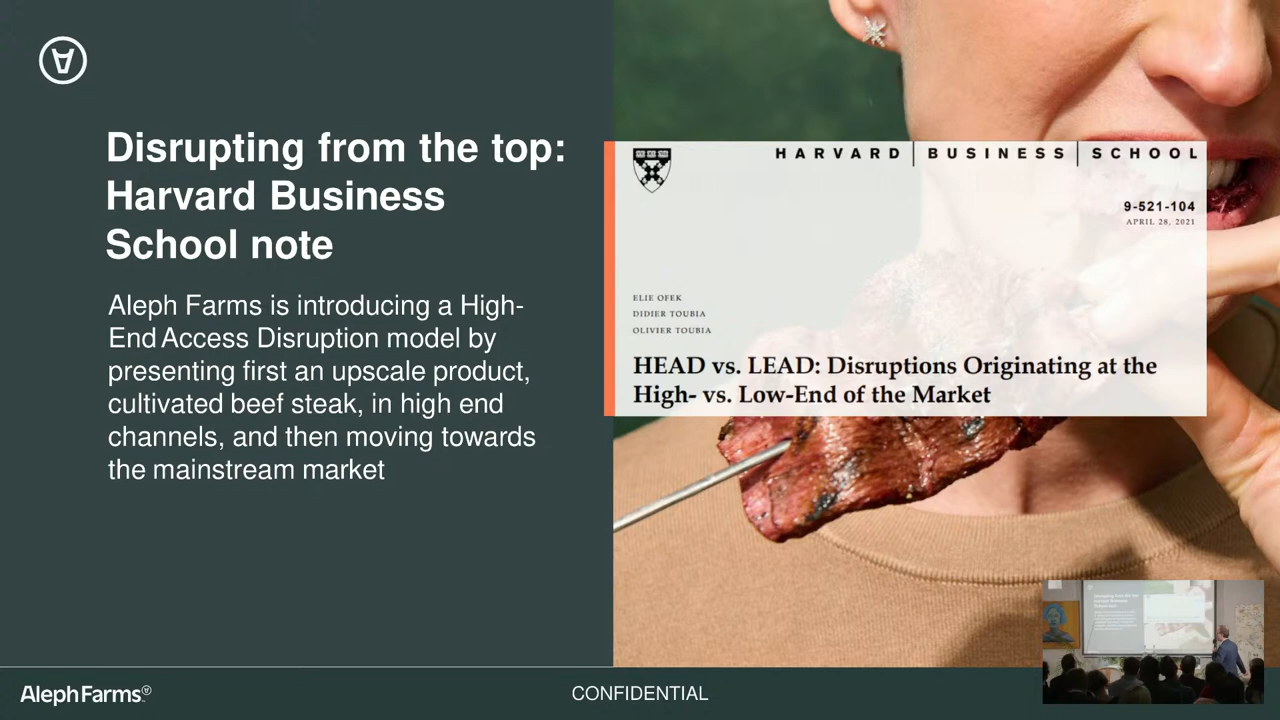 Disrupting from the top:
Harvard Business
School note
Aleph Farms is introducing a High-
End Access Disruption model by
presenting first an upscale product,
cultivated beef steak, in high end
channels, and then moving towards
the mainstream market
HARVARD | BUSINESS | SCHOOL
9-521-104
APRIL 28, 2021
ELIE OFEK
DIDIER TOUBIA
OLIVIER TOUBIA
HEAD vs. LEAD: Disruptions Originating at the
High- vs. Low-End of the Market
Aleph Farms
CONFIDENTIAL